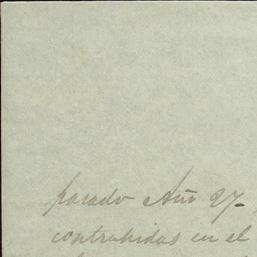 pasado Año 27-
contrahidas en el